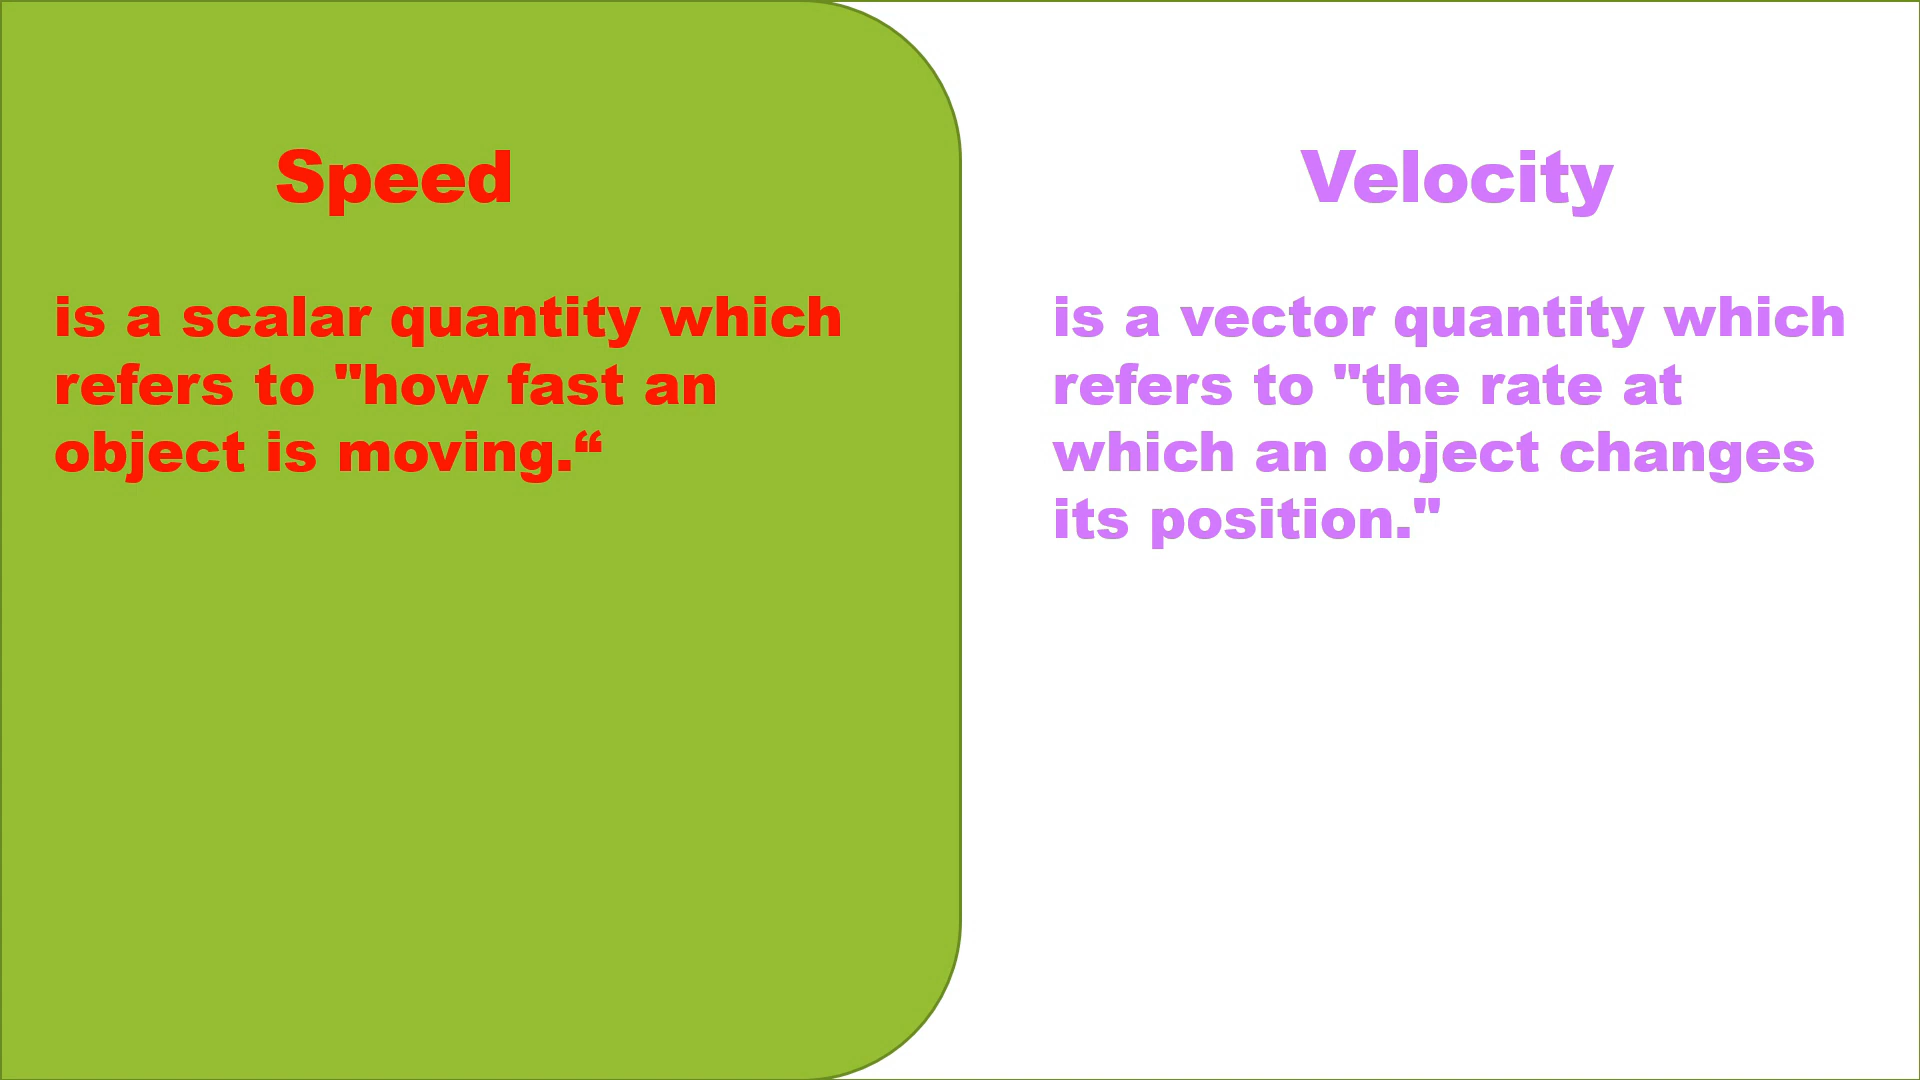 Speed
is a scalar quantity which
refers to "how fast an
object is moving.“
Velocity
is a vector quantity which
refers to "the rate at
which an object changes
its position."